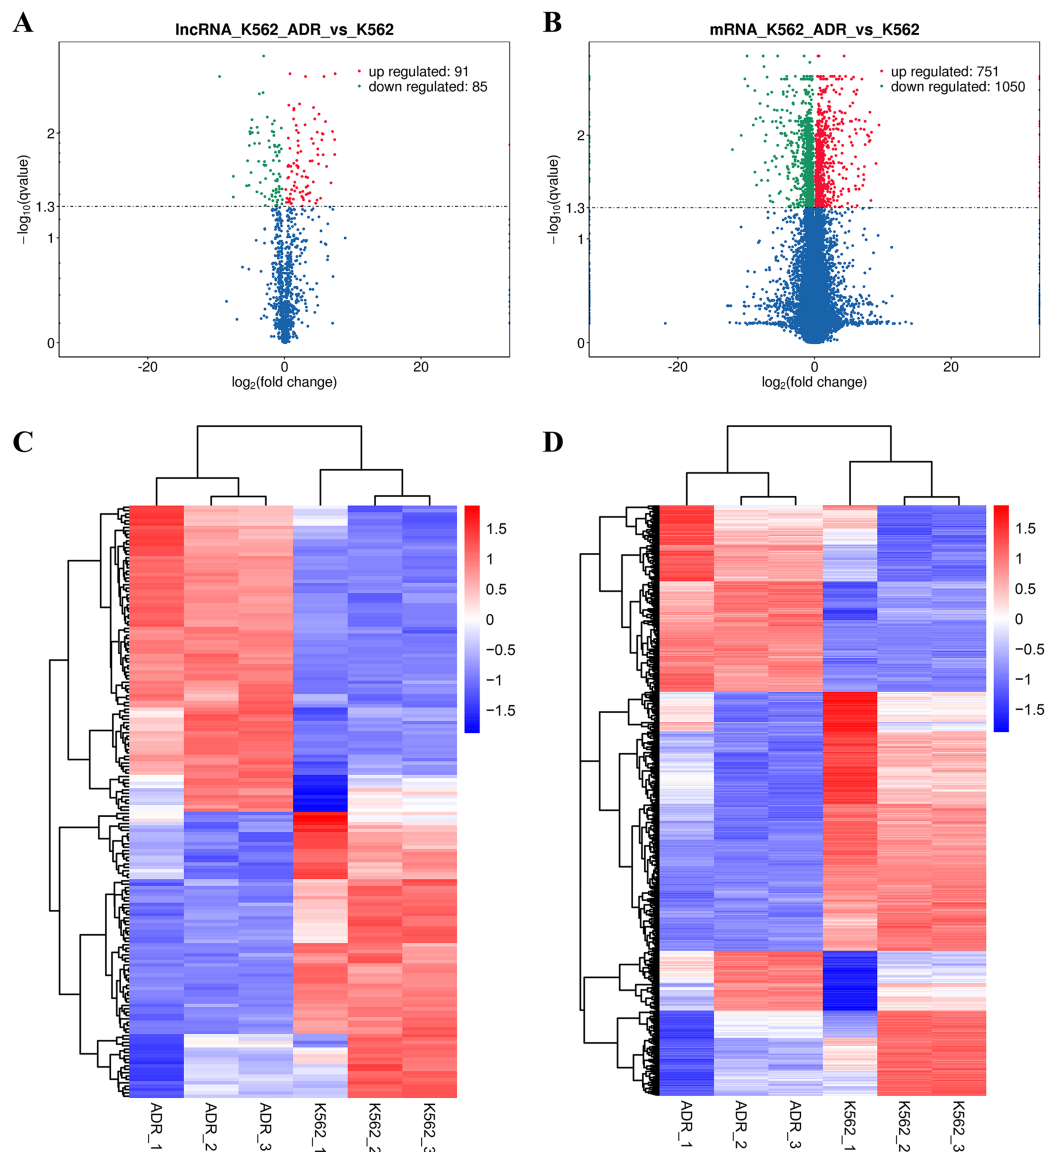 A
lncRNA_K562_ADR_vs_K562
up regulated: 91
down regulated: 85
2
1.3
1
0
−log10(qvalue)
-20
0
20
log2(fold change)
B
mRNA_K562_ADR_vs_K562
up regulated: 751
down regulated: 1050
2
1.3
1
0
−log10(qvalue)
-20
0
20
log2(fold change)
C
1.5
1
0.5
0
−0.5
−1
−1.5
ADR_1
ADR_2
ADR_3
K562_1
K562_2
K562_3
D
1.5
1
0.5
0
−0.5
−1
−1.5
ADR_1
ADR_2
ADR_3
K562_1
K562_2
K562_3